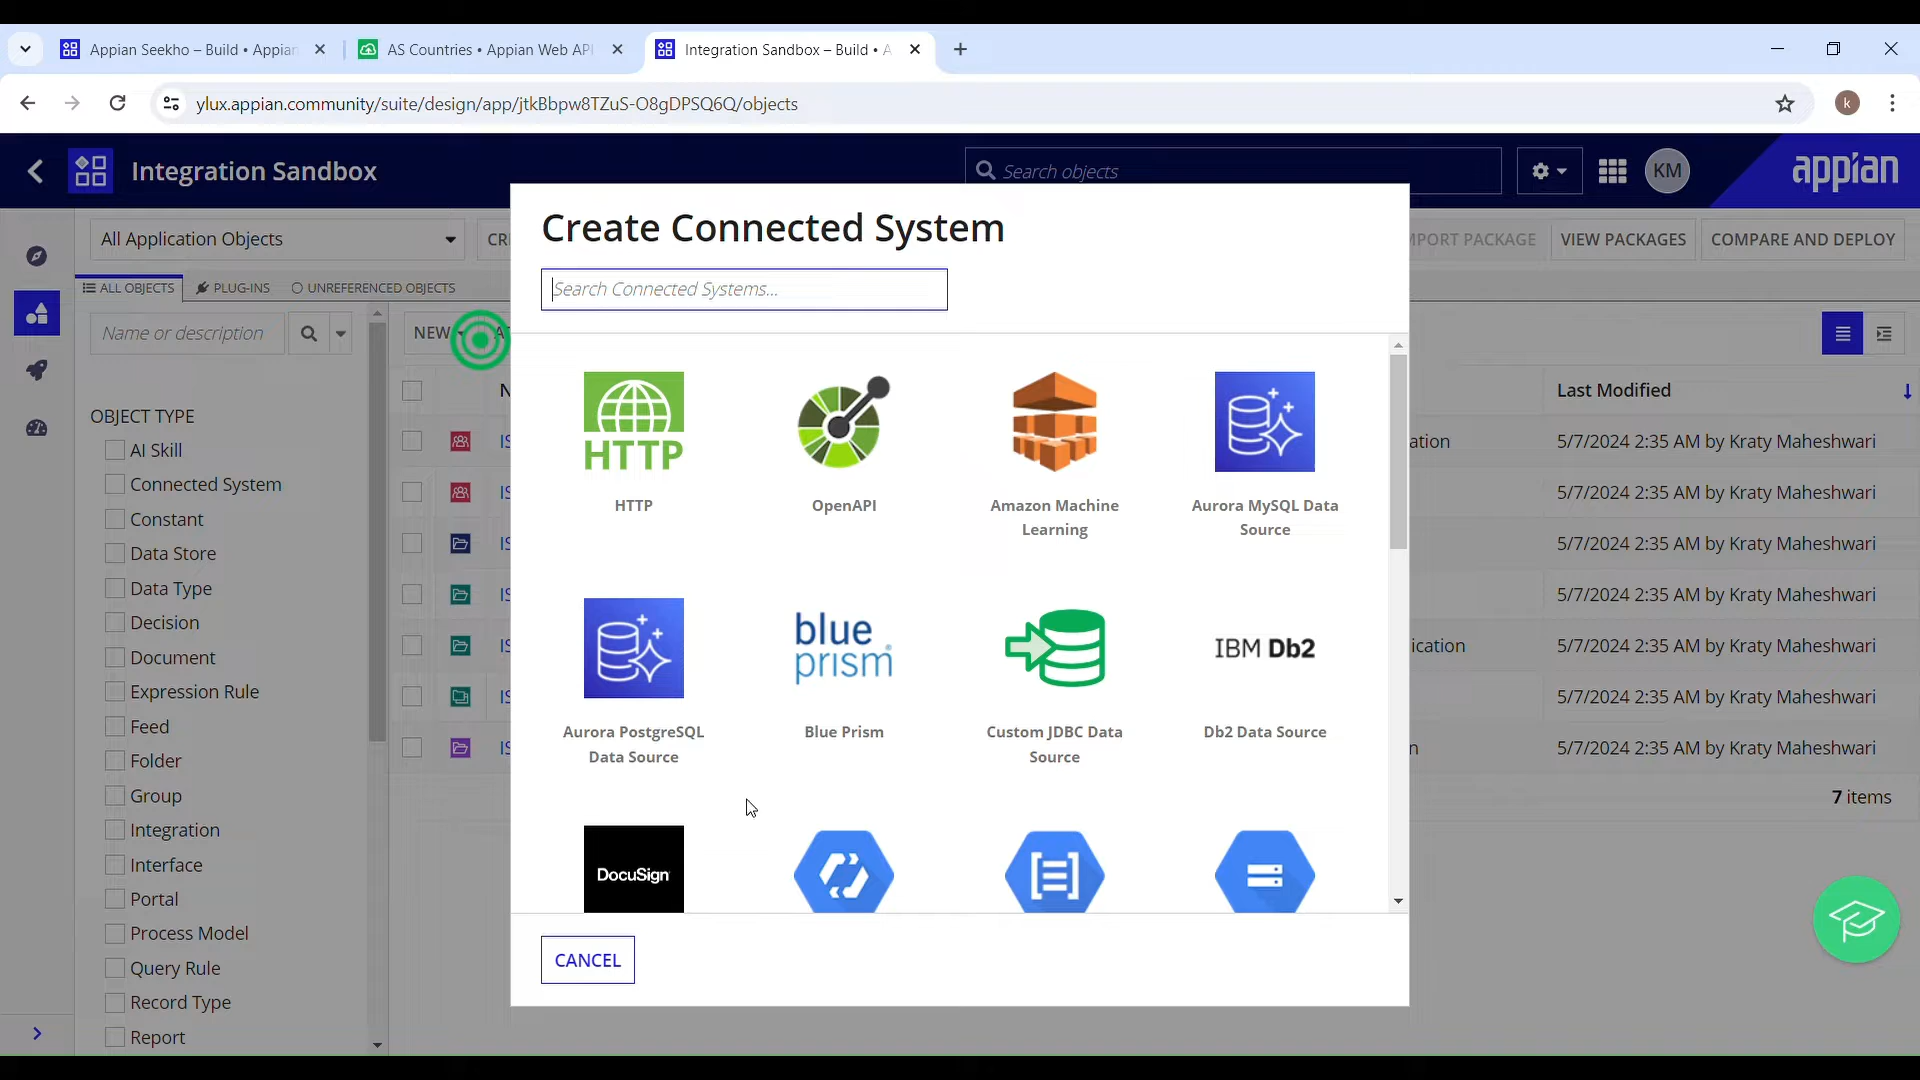 Appian Seekho – Build • Appian
AS Countries • Appian Web API
Integration Sandbox – Build • A
ylux.appian.community/suite/design/app/jtkBbpw8TZuS-O8gDPSQ6Q/objects
k
Integration Sandbox
Search objects
KM
appian
All Application Objects
VIEW PACKAGES
COMPARE AND DEPLOY
ALL OBJECTS
PLUG-INS
UNREFERENCED OBJECTS
Name or description
NEW
OBJECT TYPE
AI Skill
Connected System
Constant
Data Store
Data Type
Decision
Document
Expression Rule
Feed
Folder
Group
Integration
Interface
Portal
Process Model
Query Rule
Record Type
Report
Create Connected System
Search Connected Systems...
HTTP
HTTP
OpenAPI
Amazon Machine
Learning
Aurora MySQL Data
Source
Aurora PostgreSQL
Data Source
blue
prism
Blue Prism
Custom JDBC Data
Source
IBM Db2
Db2 Data Source
DocuSign
CANCEL
Last Modified
5/7/2024 2:35 AM by Kraty Maheshwari
5/7/2024 2:35 AM by Kraty Maheshwari
5/7/2024 2:35 AM by Kraty Maheshwari
5/7/2024 2:35 AM by Kraty Maheshwari
5/7/2024 2:35 AM by Kraty Maheshwari
5/7/2024 2:35 AM by Kraty Maheshwari
5/7/2024 2:35 AM by Kraty Maheshwari
7 items